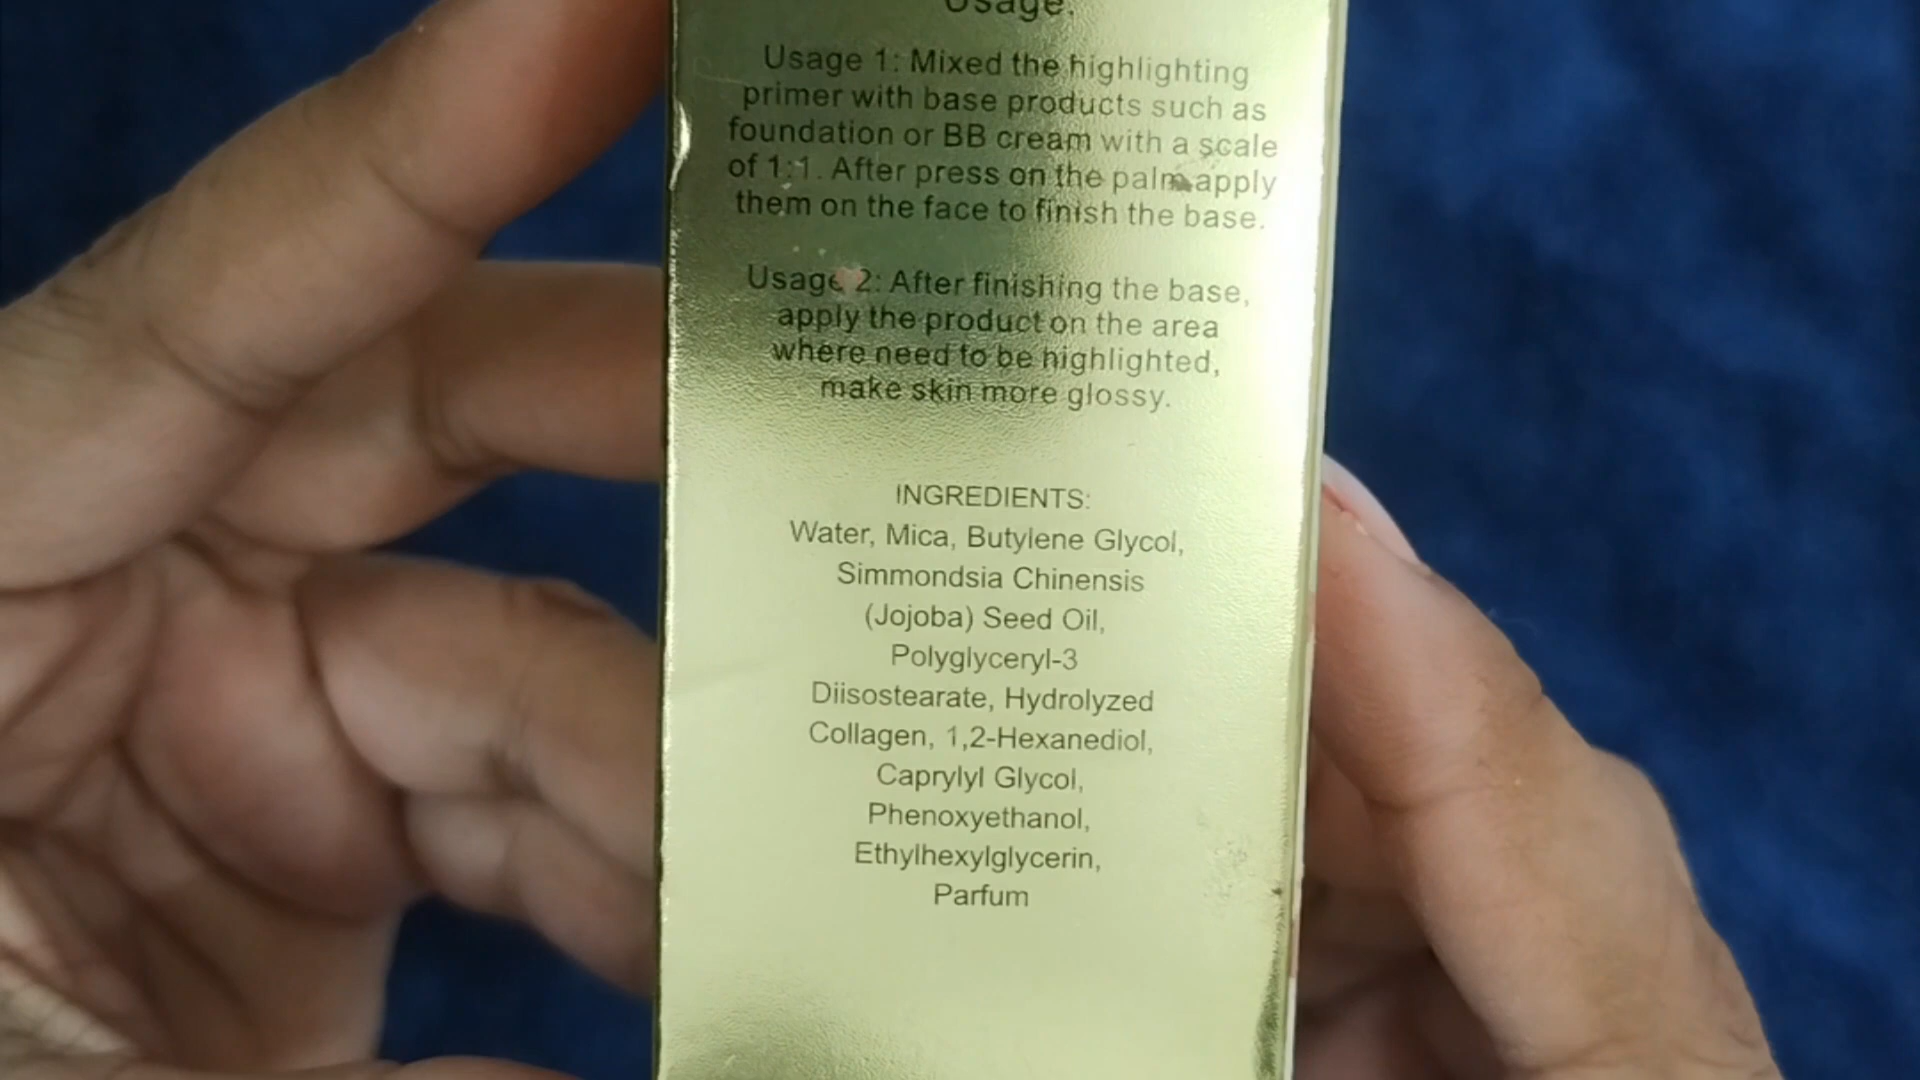 Usage:
Usage 1: Mixed the highlighting
primer with base products such as
foundation or BB cream with a scale
of 1:1. After press on the palm apply
them on the face to finish the base.
Usage 2: After finishing the base,
apply the product on the area
where need to be highlighted,
make skin more glossy.
INGREDIENTS:
Water, Mica, Butylene Glycol,
Simmondsia Chinensis
(Jojoba) Seed Oil,
Polyglyceryl-3
Diisostearate, Hydrolyzed
Collagen, 1,2-Hexanediol,
Caprylyl Glycol,
Phenoxyethanol,
Ethylhexylglycerin,
Parfum